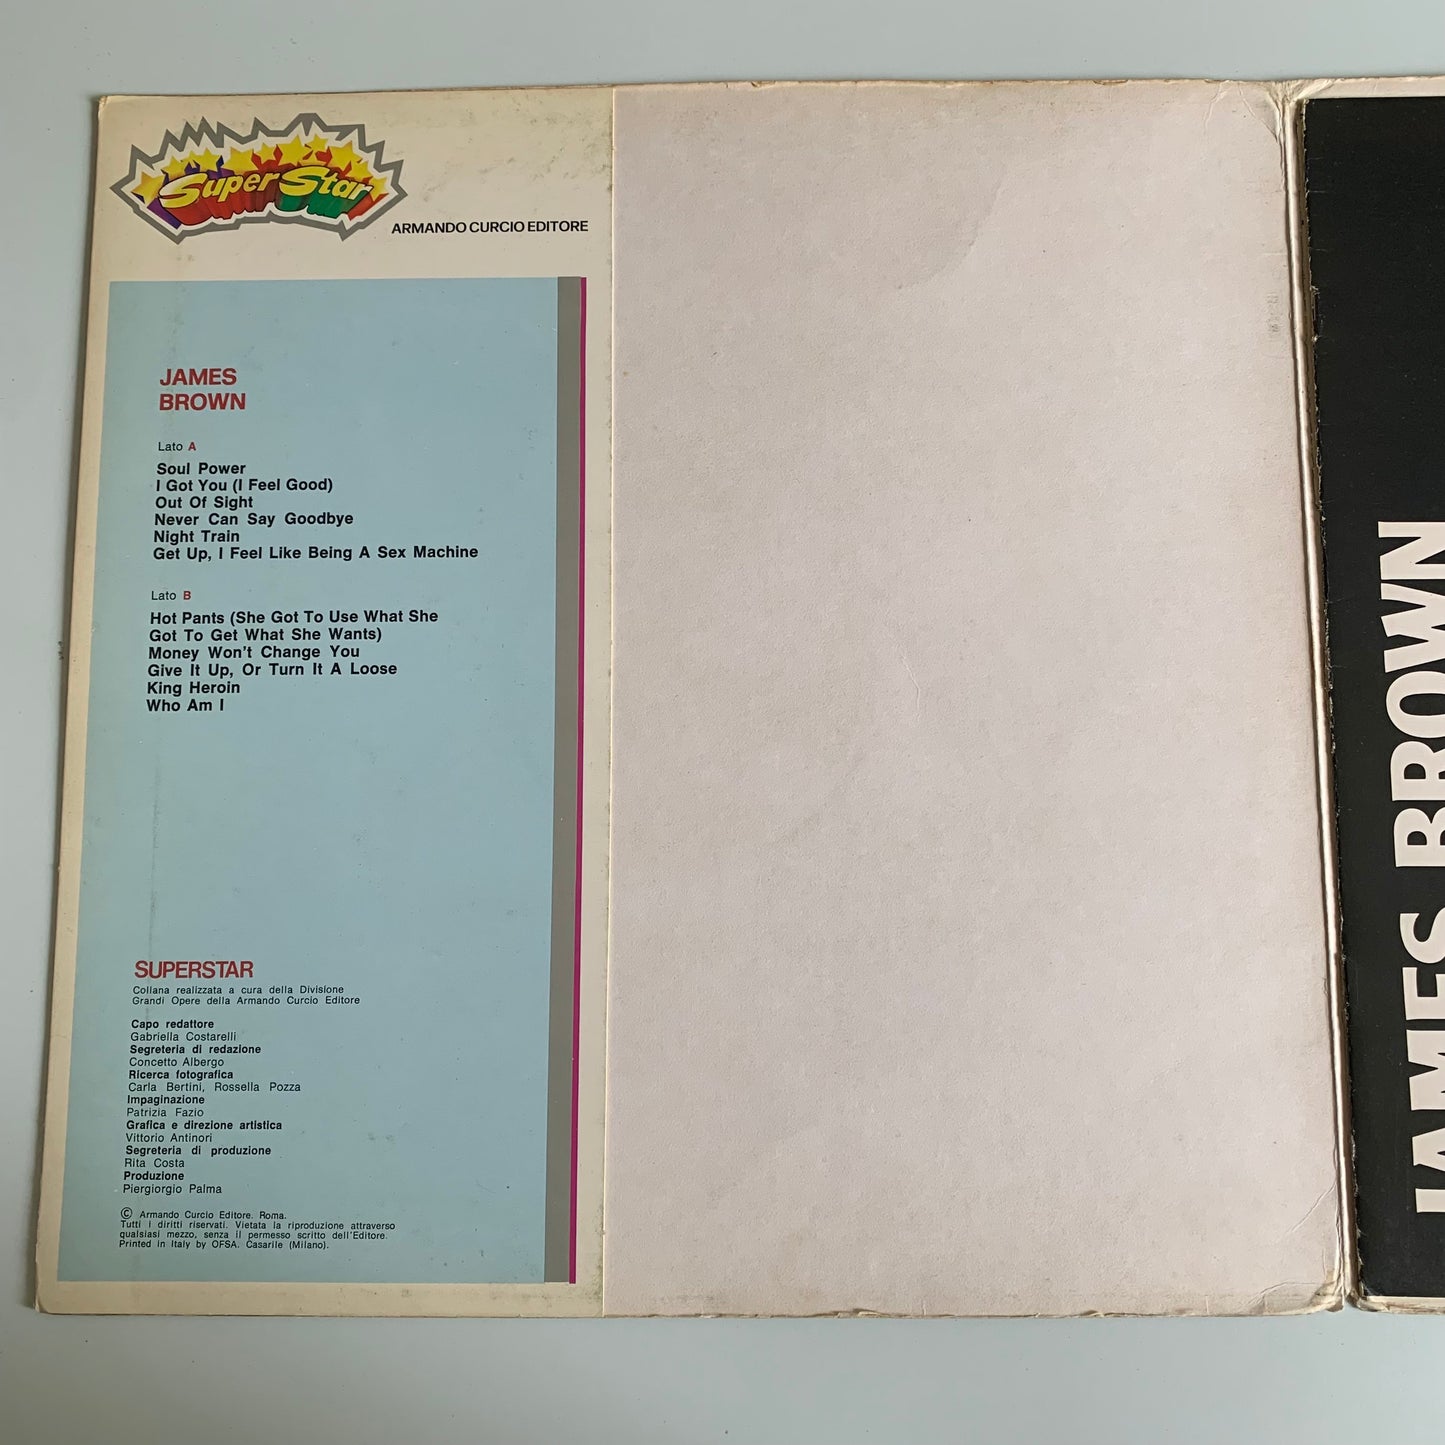 Super Star
ARMANDO CURCIO EDITORE
JAMES
BROWN
Lato A
Soul Power
I Got You (I Feel Good)
Out Of Sight
Never Can Say Goodbye
Night Train
Get Up, I Feel Like Being A Sex Machine
Lato B
Hot Pants (She Got To Use What She
Got To Get What She Wants)
Money Won't Change You
Give It Up, Or Turn It A Loose
King Heroin
Who Am I
SUPERSTAR
Collana realizzata a cura della Divisione
Grandi Opere della Armando Curcio Editore
Capo redattore
Gabriella Costarelli
Segreteria di redazione
Concetto Albergo
Ricerca fotografica
Carla Bertini, Rossella Pozza
Impaginazione
Patrizia Fazio
Grafica e direzione artistica
Vittorio Antinori
Segreteria di produzione
Rita Costa
Produzione
Piergiorgio Palma
© Armando Curcio Editore. Roma.
Tutti i diritti riservati. Vietata la riproduzione attraverso
qualsiasi mezzo, senza il permesso scritto dell'Editore.
Printed in Italy by OFSA. Casarile (Milano).
JAMES BROWN